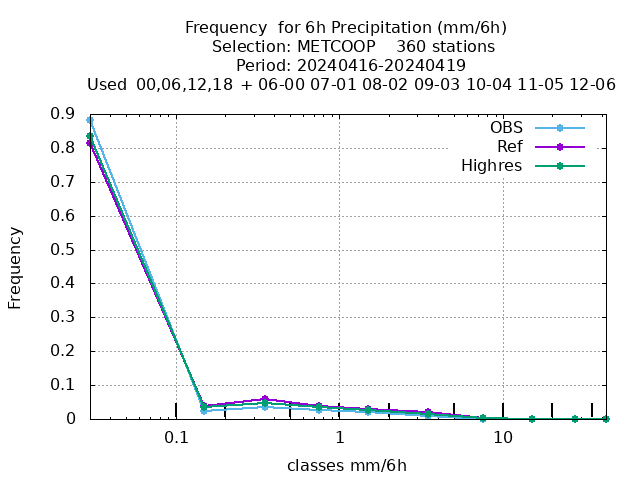 Frequency  for 6h Precipitation (mm/6h)
Selection: METCOOP    360 stations
Period: 20240416-20240419
Used  00,06,12,18  + 06-00 07-01 08-02 09-03 10-04 11-05 12-06
OBS
Ref
Highres
0.9
0.8
0.7
0.6
0.5
0.4
0.3
0.2
0.1
0
Frequency
0.1 1 10
classes mm/6h